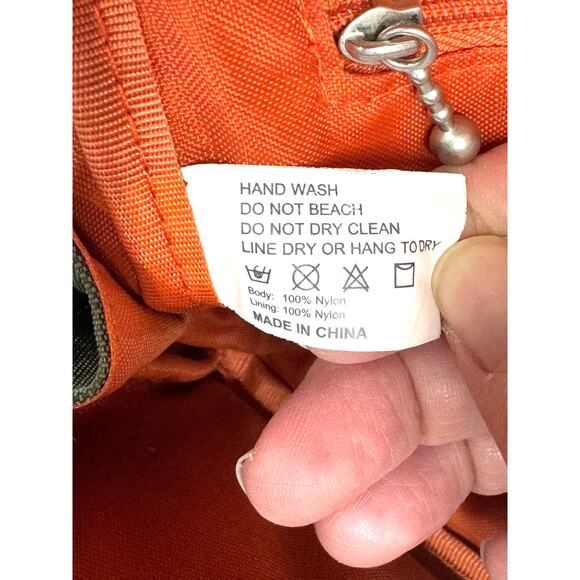 HAND WASH
DO NOT BEACH
DO NOT DRY CLEAN
LINE DRY OR HANG TO DRY
Body: 100% Nylon
Lining: 100% Nylon
MADE IN CHINA